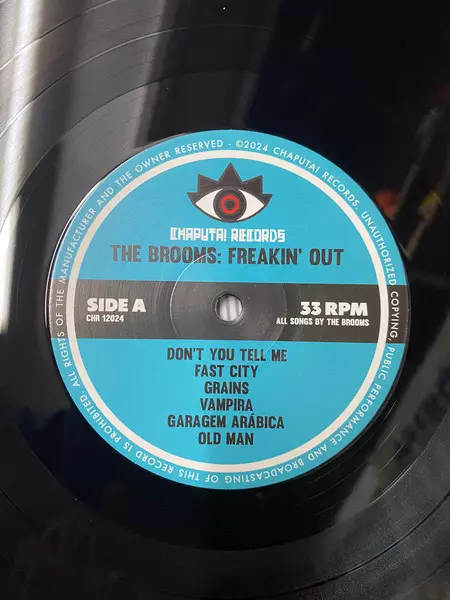 CHAPUTA! RECORDS
THE BROOMS: FREAKIN' OUT
SIDE A
CHR 12024
33 RPM
ALL SONGS BY THE BROOMS
DON'T YOU TELL ME
FAST CITY
GRAINS
VAMPIRA
GARAGEM ARÁBICA
OLD MAN
ALL RIGHTS OF THE MANUFACTURER AND THE OWNER RESERVED - ©2024 CHAPUTA! RECORDS. UNAUTHORIZED COPYING, PUBLIC PERFORMANCE AND BROADCASTING OF THIS RECORD IS PROHIBITED.